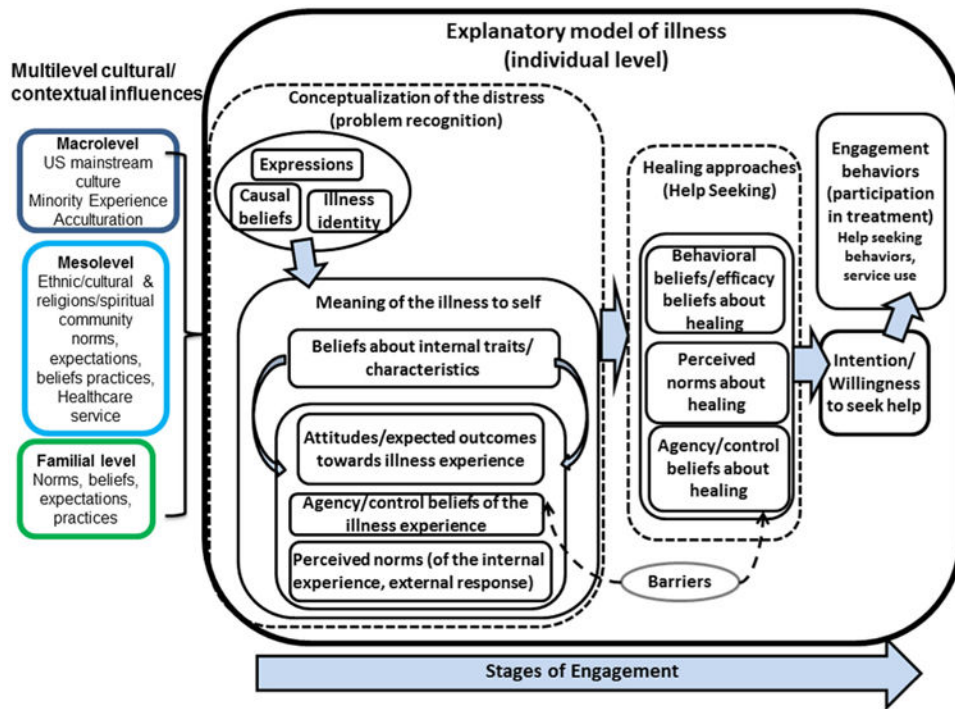 Explanatory model of illness
(individual level)
Multilevel cultural/
contextual influences
Macrolevel
US mainstream
culture
Minority Experience
Acculturation
Mesolevel
Ethnic/cultural &
religions/spiritual
community
norms,
expectations,
beliefs practices,
Healthcare
service
Familial level
Norms, beliefs,
expectations,
practices
Conceptualization of the distress
(problem recognition)
Expressions
Causal
beliefs
Illness
identity
Meaning of the illness to self
Beliefs about internal traits/
characteristics
Attitudes/expected outcomes
towards illness experience
Agency/control beliefs of the
illness experience
Perceived norms (of the internal
experience, external response)
Healing approaches
(Help Seeking)
Behavioral
beliefs/efficacy
beliefs about
healing
Perceived
norms about
healing
Agency/control
beliefs about
healing
Barriers
Engagement
behaviors
(participation
in treatment)
Help seeking
behaviors,
service use
Intention/
Willingness
to seek help
Stages of Engagement